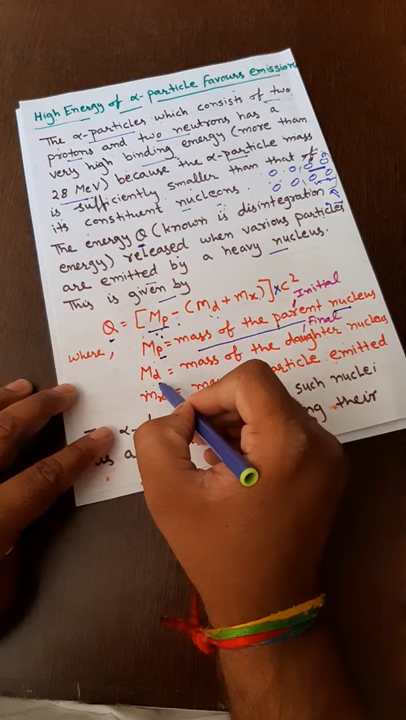 High Energy of α-particle favours emission
The α-particles which consists of two
protons and two neutrons has a
very high binding energy (more than
28 MeV) because the α-particle mass
is sufficiently smaller than that of
its constituent nucleons.
The energy Q (known is disintegration
energy) released when various particles
are emitted by a heavy nucleus.
This is given by
Q = [Mp - (Md + Mx)] × C²
Initial
where, Mp = mass of the parent nucleus
Final
Md = mass of the daughter nucleus
mx = particle emitted
such nuclei
their